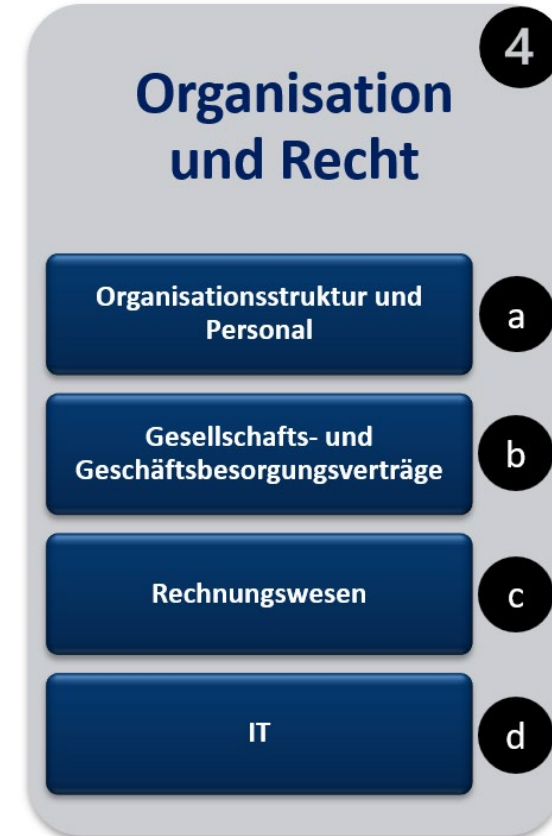 4
Organisation
und Recht
Organisationsstruktur und
Personal
a
Gesellschafts- und
Geschäftsbesorgungsverträge
b
Rechnungswesen
c
IT
d